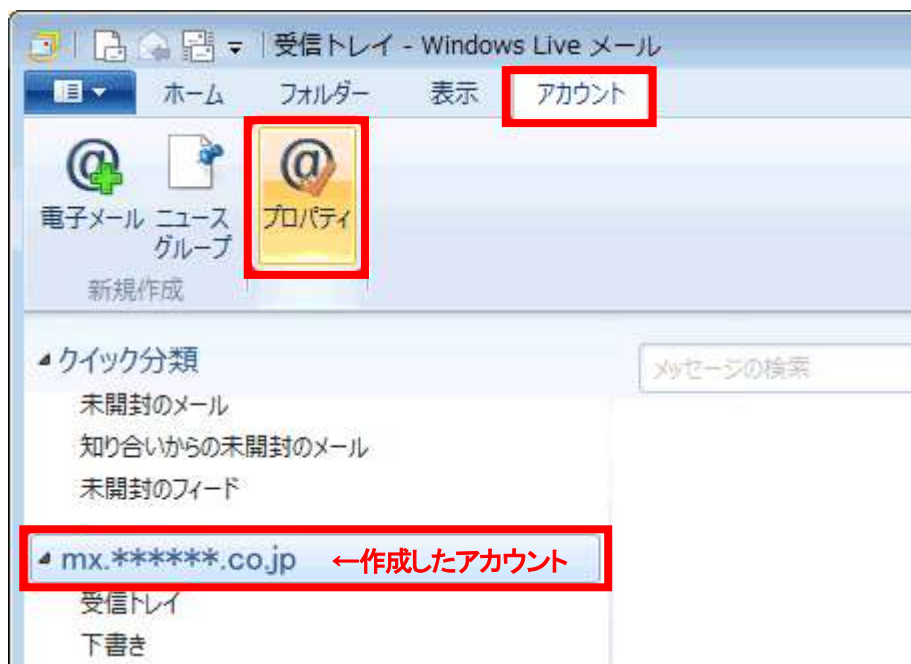 受信トレイ - Windows Live メール
ホーム フォルダー 表示 アカウント
電子メール ニュース グループ プロパティ
新規作成
クイック分類
メッセージの検索
未開封のメール
知り合いからの未開封のメール
未開封のフィード
mx.******.co.jp ←作成したアカウント
受信トレイ
下書き